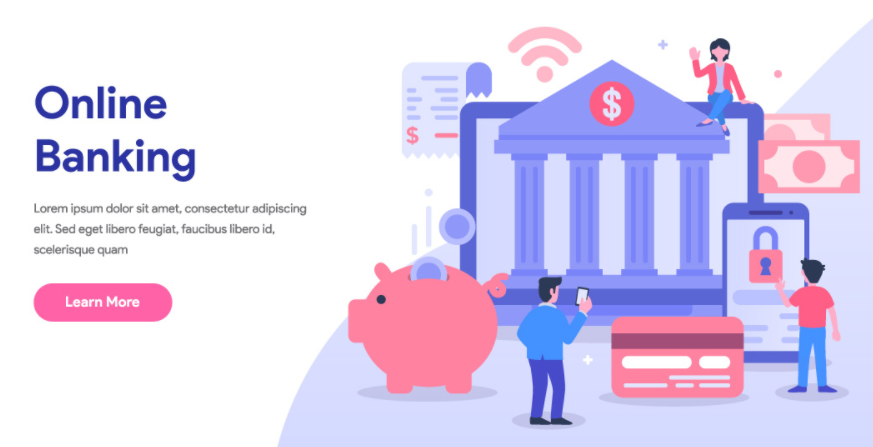 Online
Banking
Lorem ipsum dolor sit amet, consectetur adipiscing
elit. Sed eget libero feugiat, faucibus libero id,
scelerisque quam
Learn More
$
$